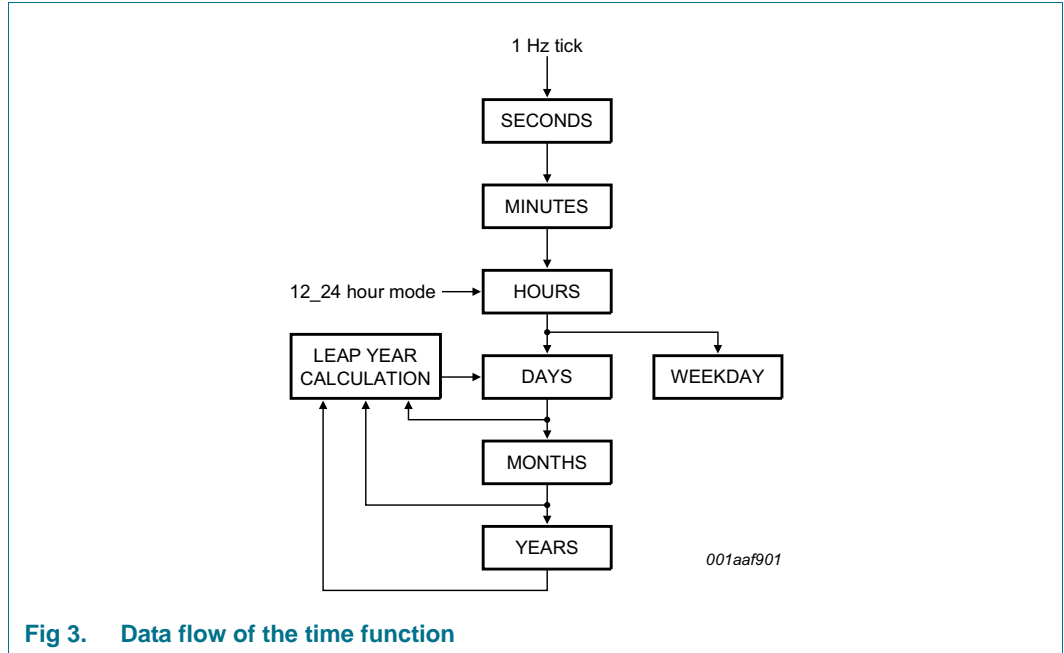 1 Hz tick
SECONDS
MINUTES
12_24 hour mode
HOURS
LEAP YEAR
CALCULATION
DAYS
WEEKDAY
MONTHS
YEARS
001aaf901
Fig 3. Data flow of the time function